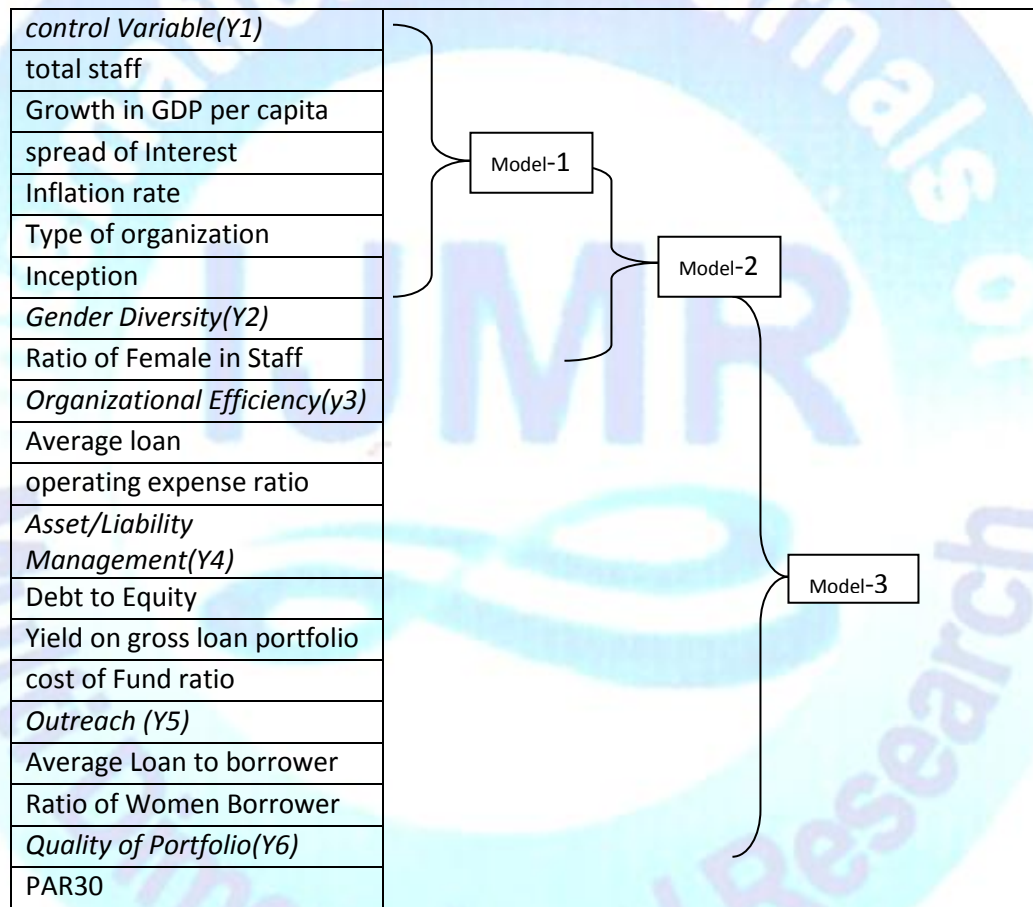 control Variable(Y1)
total staff
Growth in GDP per capita
spread of Interest
Inflation rate
Type of organization
Inception
Gender Diversity(Y2)
Ratio of Female in Staff
Organizational Efficiency(y3)
Average loan
operating expense ratio
Asset/Liability
Management(Y4)
Debt to Equity
Yield on gross loan portfolio
cost of Fund ratio
Outreach (Y5)
Average Loan to borrower
Ratio of Women Borrower
Quality of Portfolio(Y6)
PAR30
Model-1
Model-2
Model-3
IJMR
Research